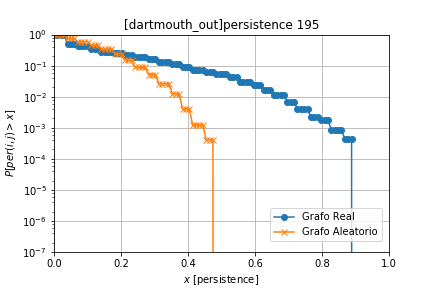 [dartmouth_out]persistence 195
P[per(i,j) > x]
10⁰
10⁻¹
10⁻²
10⁻³
10⁻⁴
10⁻⁵
10⁻⁶
10⁻⁷
Grafo Real
Grafo Aleatorio
0.0 0.2 0.4 0.6 0.8 1.0
x [persistence]